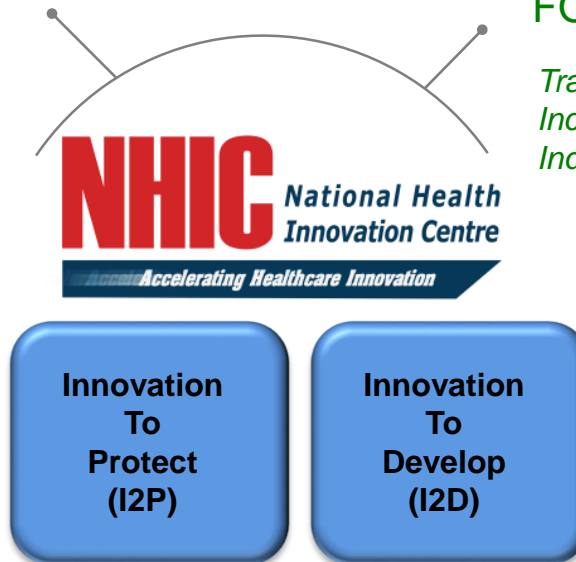 NHIC
National Health
Innovation Centre
Accelerating Healthcare Innovation
Innovation
To
Protect
(I2P)
Innovation
To
Develop
(I2D)